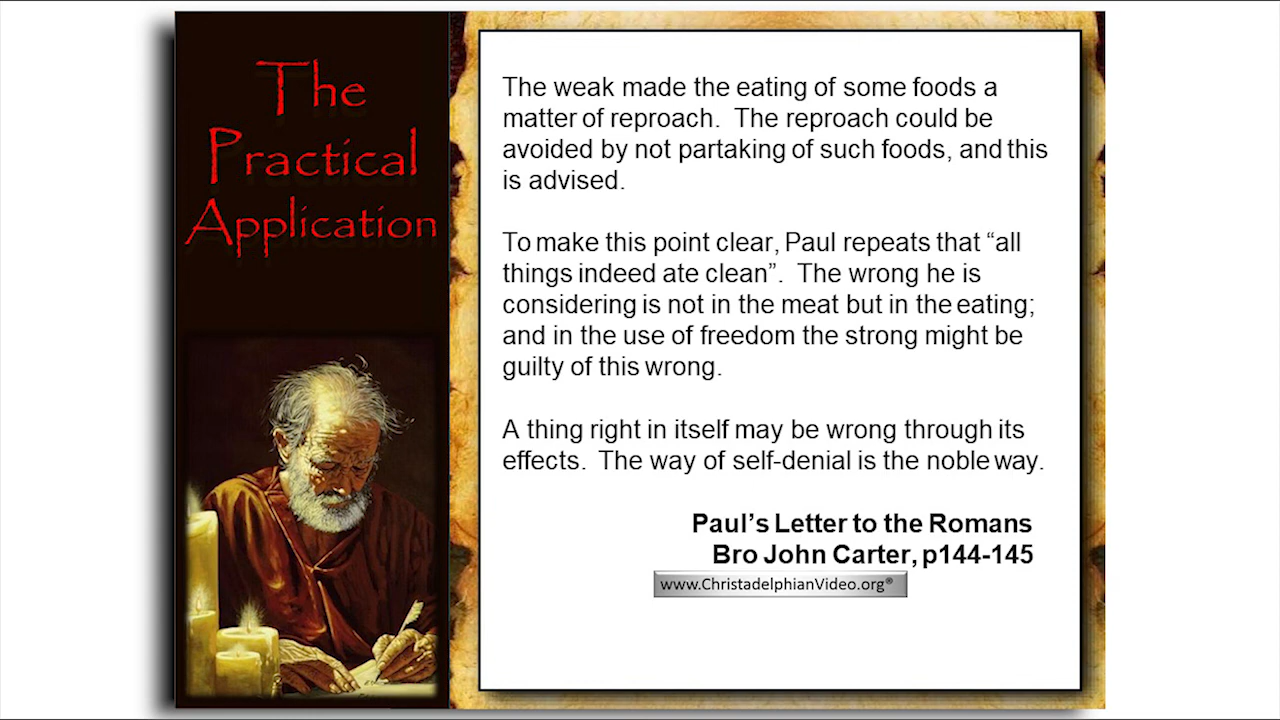 The
Practical
Application
The weak made the eating of some foods a
matter of reproach. The reproach could be
avoided by not partaking of such foods, and this
is advised.
To make this point clear, Paul repeats that “all
things indeed ate clean”. The wrong he is
considering is not in the meat but in the eating;
and in the use of freedom the strong might be
guilty of this wrong.
A thing right in itself may be wrong through its
effects. The way of self-denial is the noble way.
Paul’s Letter to the Romans
Bro John Carter, p144-145
www.ChristadelphianVideo.org®